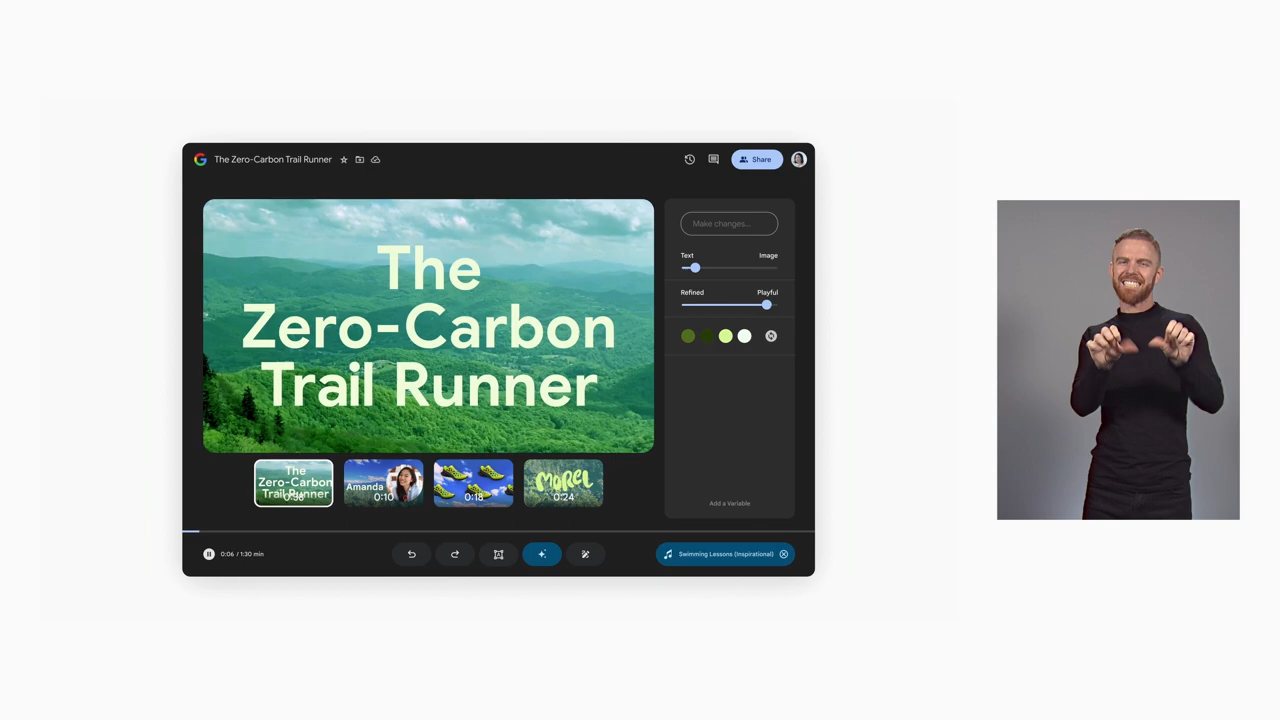 The Zero-Carbon Trail Runner
Share
The
Zero-Carbon
Trail Runner
Make changes...
Text Image
Refined Playful
Add a Variable
The
Zero-Carbon
Trail Runner
Amanda
0:10
0:18
MOREL
0:24
0:06 / 1:30 min
Swimming Lessons (Inspirational)